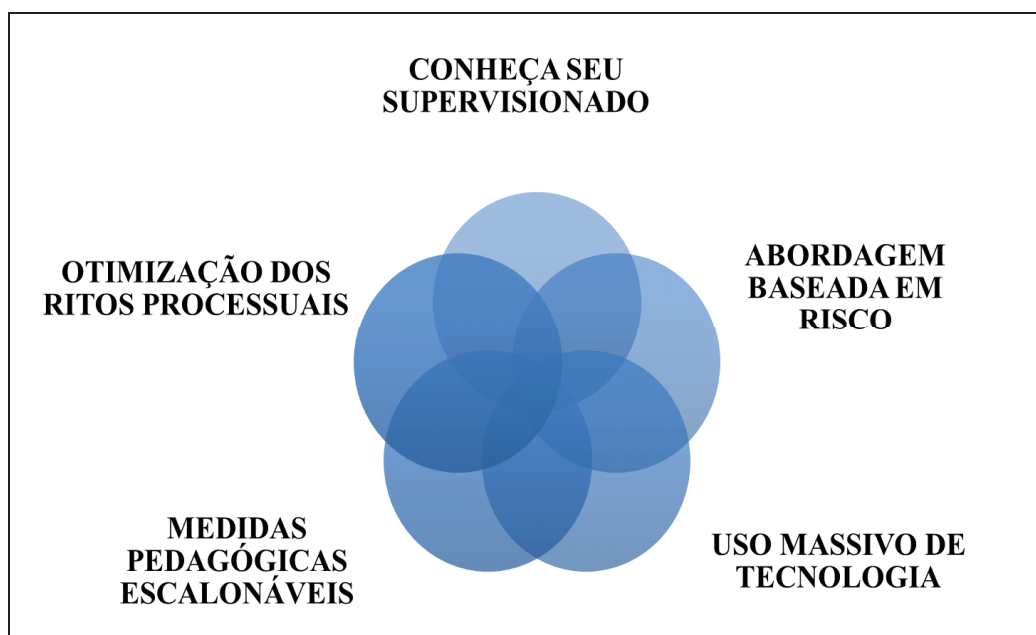 CONHEÇA SEU
SUPERVISIONADO
OTIMIZAÇÃO DOS
RITOS PROCESSUAIS
ABORDAGEM
BASEADA EM
RISCO
MEDIDAS
PEDAGÓGICAS
ESCALONÁVEIS
USO MASSIVO DE
TECNOLOGIA